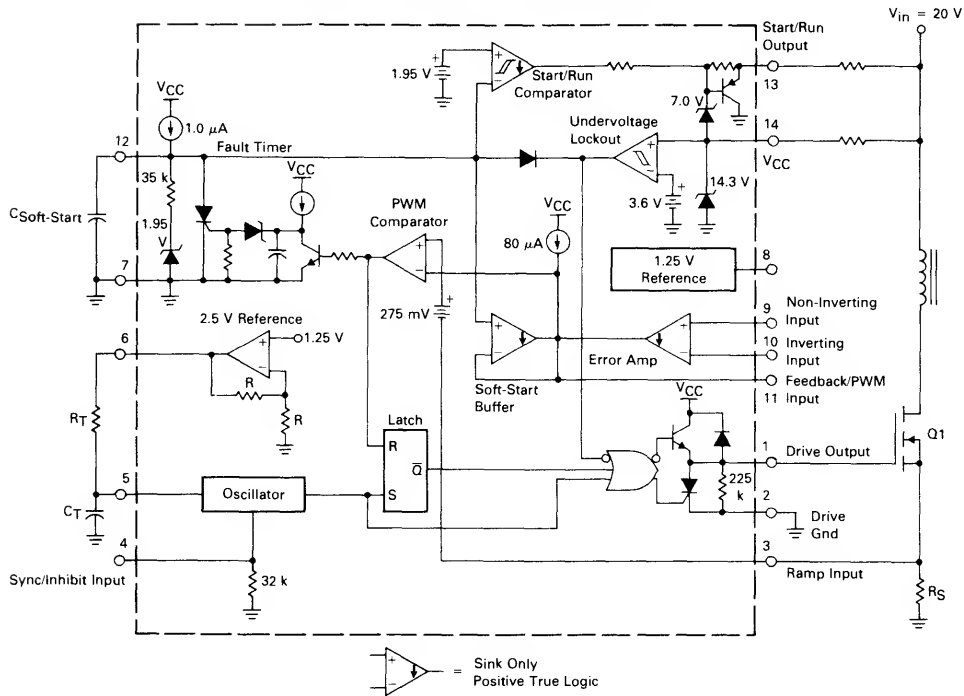 Vin = 20 V
Start/Run
Output
13
1.95 V
Start/Run
Comparator
7.0 V
14
VCC
Undervoltage
Lockout
14.3 V
3.6 V
VCC
1.0 μA
12
Fault Timer
35 k
CSoft-Start
1.95
V
7
VCC
PWM
Comparator
VCC
80 μA
275 mV
1.25 V
Reference
8
9
Non-Inverting
Input
10
Inverting
Input
Error Amp
Soft-Start
Buffer
Feedback/PWM
11
Input
2.5 V Reference
6
1.25 V
R
R
RT
Latch
R
Q
S
VCC
1
Drive Output
Q1
225
k
2
Drive
Gnd
5
Oscillator
CT
4
Sync/Inhibit Input
32 k
3
Ramp Input
RS
= Sink Only
Positive True Logic